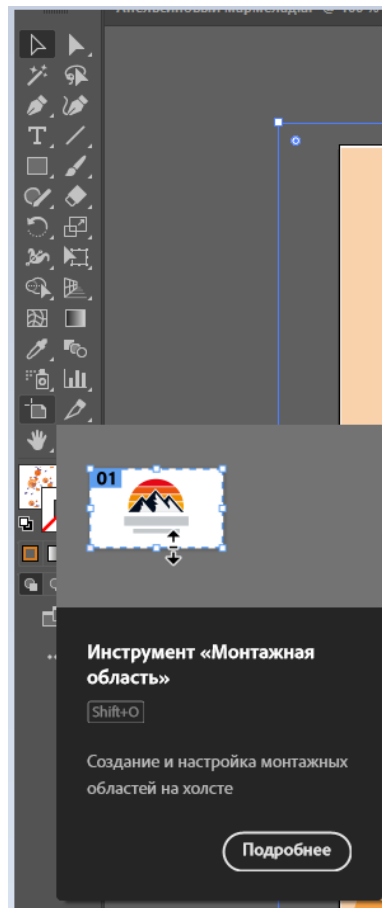 01
Инструмент «Монтажная
область»
Shift+O
Создание и настройка монтажных
областей на холсте
Подробнее